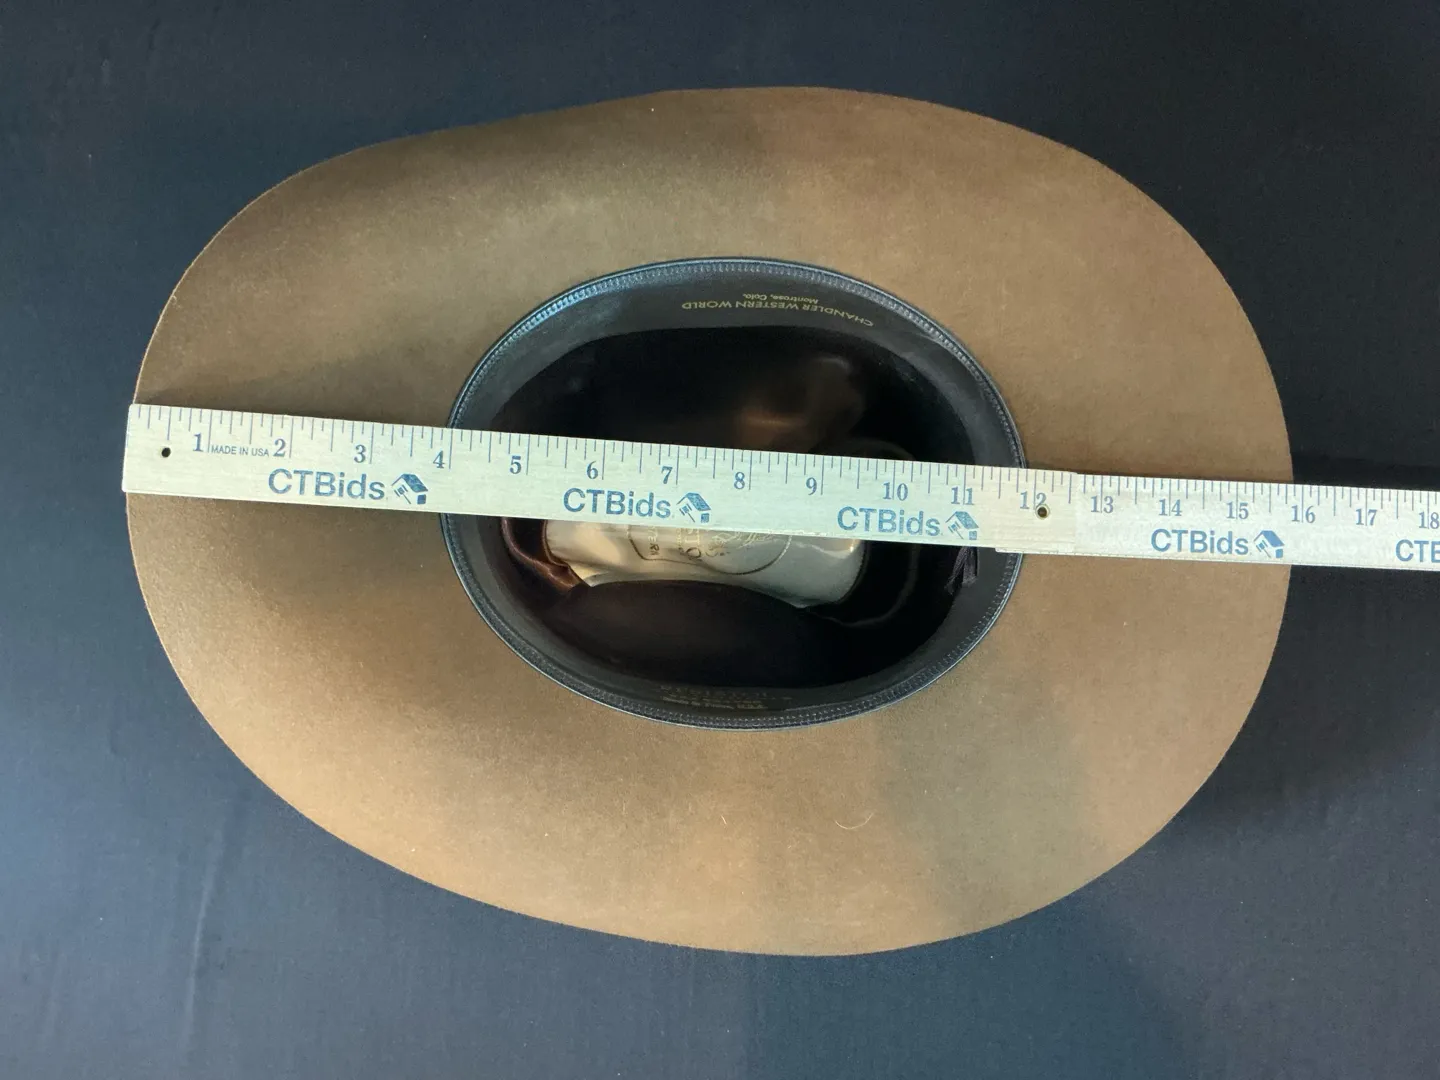 CHANDLER WESTERN WORLD
Montrose, Colo.
1 MADE IN USA 2 3 4 5 6 7 8 9 10 11 12 13 14 15 16 17 18
CTBids CTBids CTBids CTBids CTB